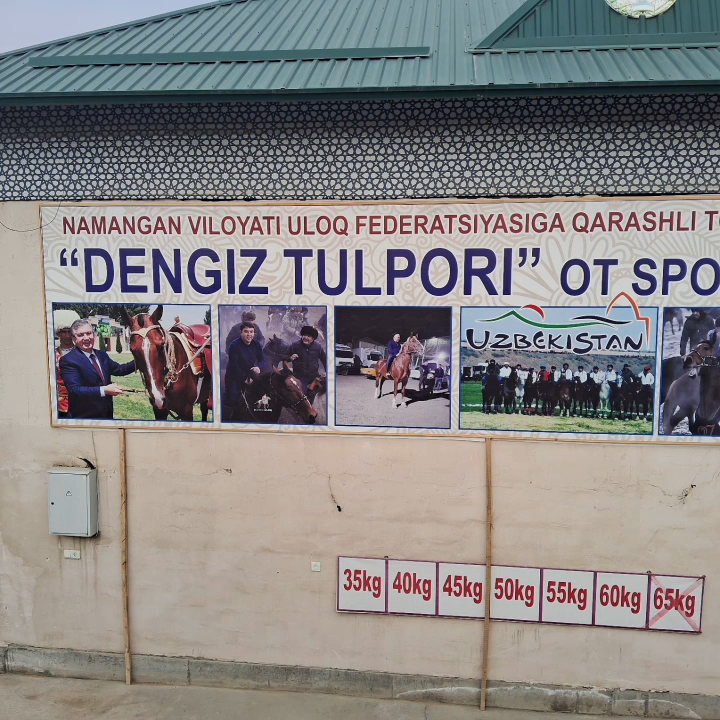 NAMANGAN VILOYATI ULOQ FEDERATSIYASIGA QARASHLI
“DENGIZ TULPORI” OT SPO
UZBEKISTAN
35kg 40kg 45kg 50kg 55kg 60kg 65kg